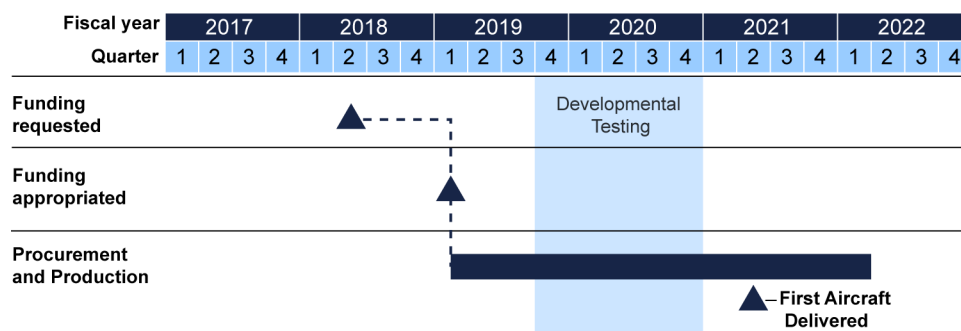 Fiscal year 2017 2018 2019 2020 2021 2022
Quarter 1 2 3 4 1 2 3 4 1 2 3 4 1 2 3 4 1 2 3 4 1 2 3 4
Funding
requested
Developmental
Testing
Funding
appropriated
Procurement
and Production
First Aircraft
Delivered